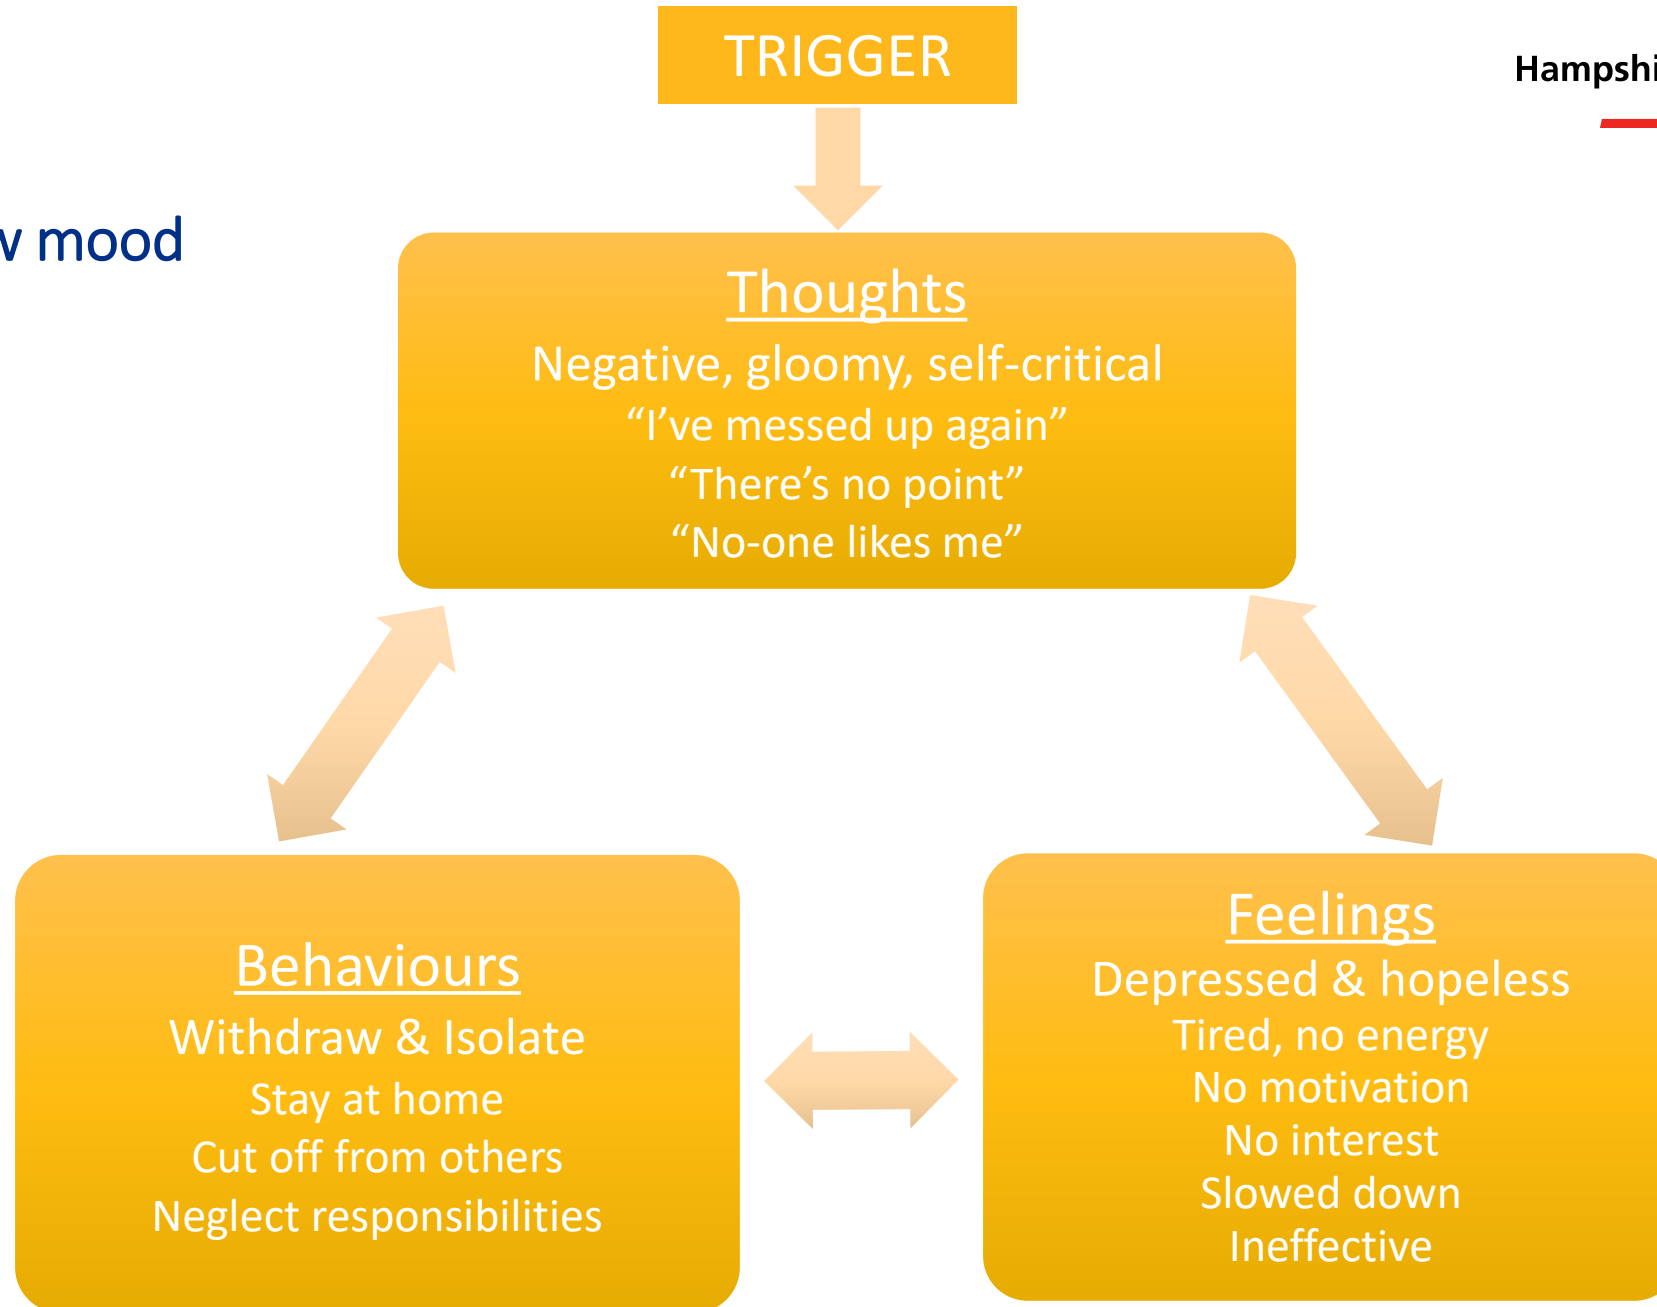 TRIGGER
mood
Thoughts
Negative, gloomy, self-critical
“I’ve messed up again”
“There’s no point”
“No-one likes me”
Behaviours
Withdraw & Isolate
Stay at home
Cut off from others
Neglect responsibilities
Feelings
Depressed & hopeless
Tired, no energy
No motivation
No interest
Slowed down
Ineffective